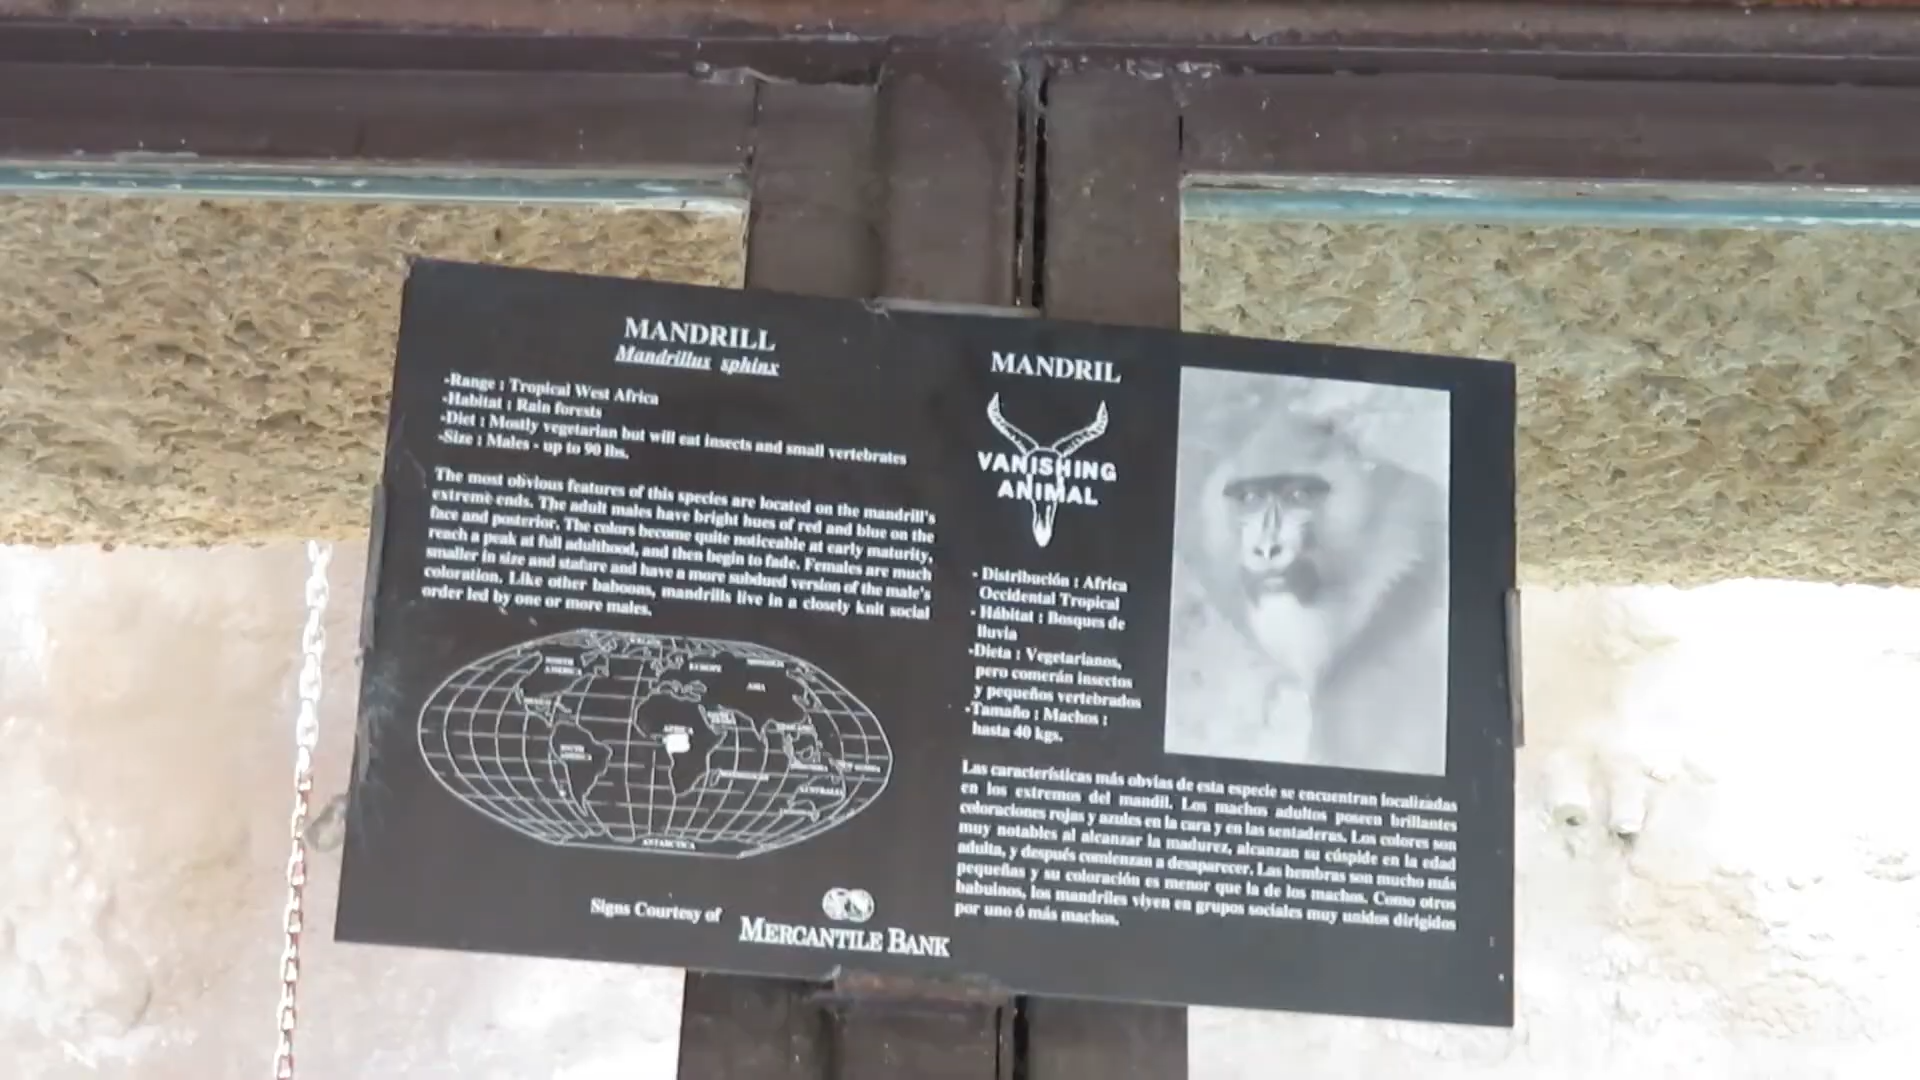 MANDRILL
Mandrillus sphinx
-Range : Tropical West Africa
-Habitat : Rain forests
-Diet : Mostly vegetarian but will eat insects and small vertebrates
-Size : Males - up to 90 lbs.
The most obvious features of this species are located on the mandrill's
extreme ends. The adult males have bright hues of red and blue on the
face and posterior. The colors become quite noticeable at early maturity,
reach a peak at full adulthood, and then begin to fade. Females are much
smaller in size and stature and have a more subdued version of the male's
coloration. Like other baboons, mandrills live in a closely knit social
order led by one or more males.
NORTH
AMERICA
EUROPE
ASIA
AFRICA
SOUTH
AMERICA
AUSTRALIA
ANTARCTICA
Signs Courtesy of
MERCANTILE BANK
MANDRIL
VANISHING
ANIMAL
- Distribución : Africa
Occidental Tropical
- Hábitat : Bosques de
lluvia
-Dieta : Vegetarianos,
pero comerán insectos
y pequeños vertebrados
-Tamaño : Machos :
hasta 40 kgs.
Las características más obvias de esta especie se encuentran localizadas
en los extremos del mandil. Los machos adultos poseen brillantes
coloraciones rojas y azules en la cara y en las sentaderas. Los colores son
muy notables al alcanzar la madurez, alcanzan su cúspide en la edad
adulta, y después comienzan a desaparecer. Las hembras son mucho más
pequeñas y su coloración es menor que la de los machos. Como otros
babuinos, los mandriles viven en grupos sociales muy unidos dirigidos
por uno ó más machos.